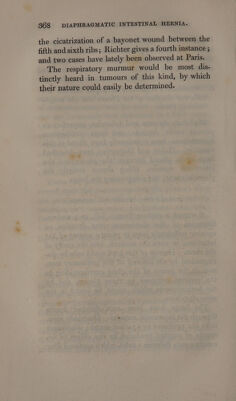 368 DIAPHRAGMATIC INTESTINAL HERNIA.
the cicatrization of a bayonet wound between the
fifth and sixth ribs; Richter gives a fourth instance;
and two cases have lately been observed at Paris.
The respiratory murmur would be most dis-
tinctly heard in tumours of this kind, by which
their nature could easily be determined.